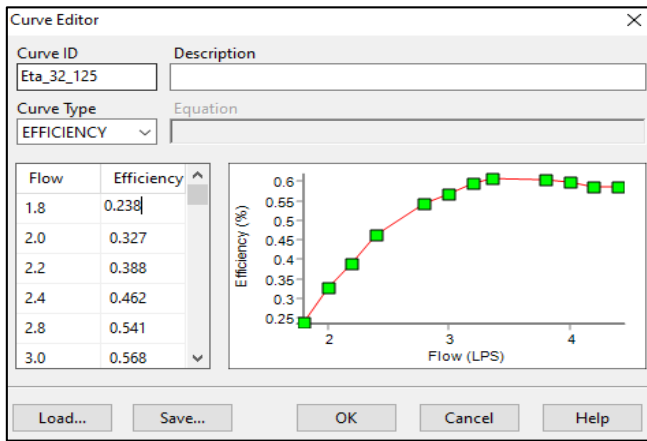 Curve Editor
Curve ID Description
Eta_32_125
Curve Type Equation
EFFICIENCY
Flow Efficiency
1.8 0.238
2.0 0.327
2.2 0.388
2.4 0.462
2.8 0.541
3.0 0.568
Efficiency (%)
0.6
0.55
0.5
0.45
0.4
0.35
0.3
0.25
2 3 4
Flow (LPS)
Load... Save... OK Cancel Help